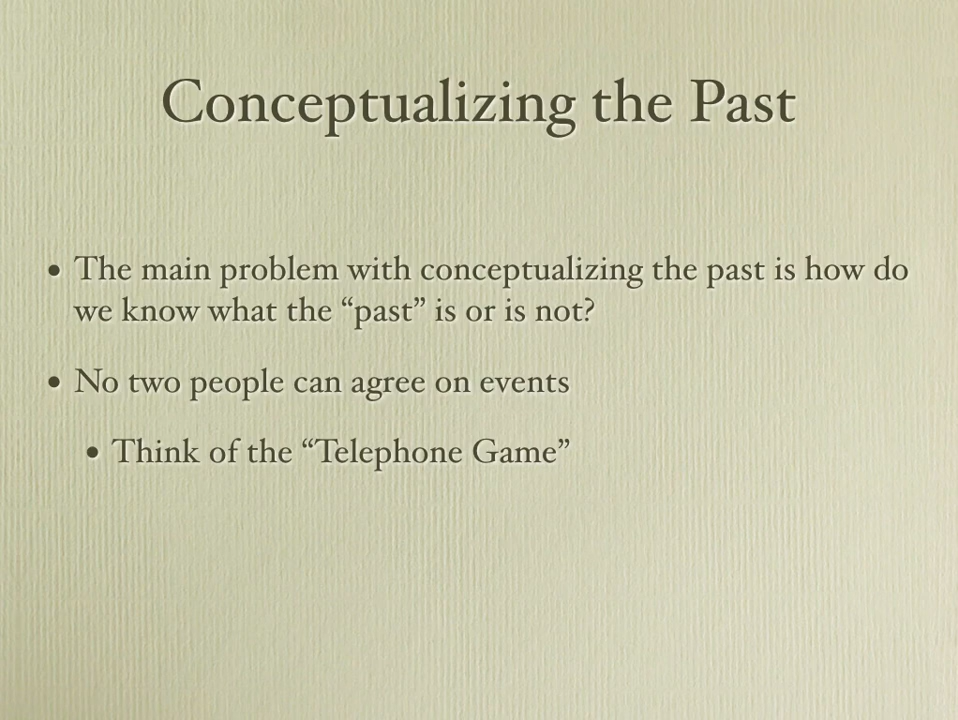 Conceptualizing the Past
• The main problem with conceptualizing the past is how do
we know what the “past” is or is not?
• No two people can agree on events
• Think of the “Telephone Game”